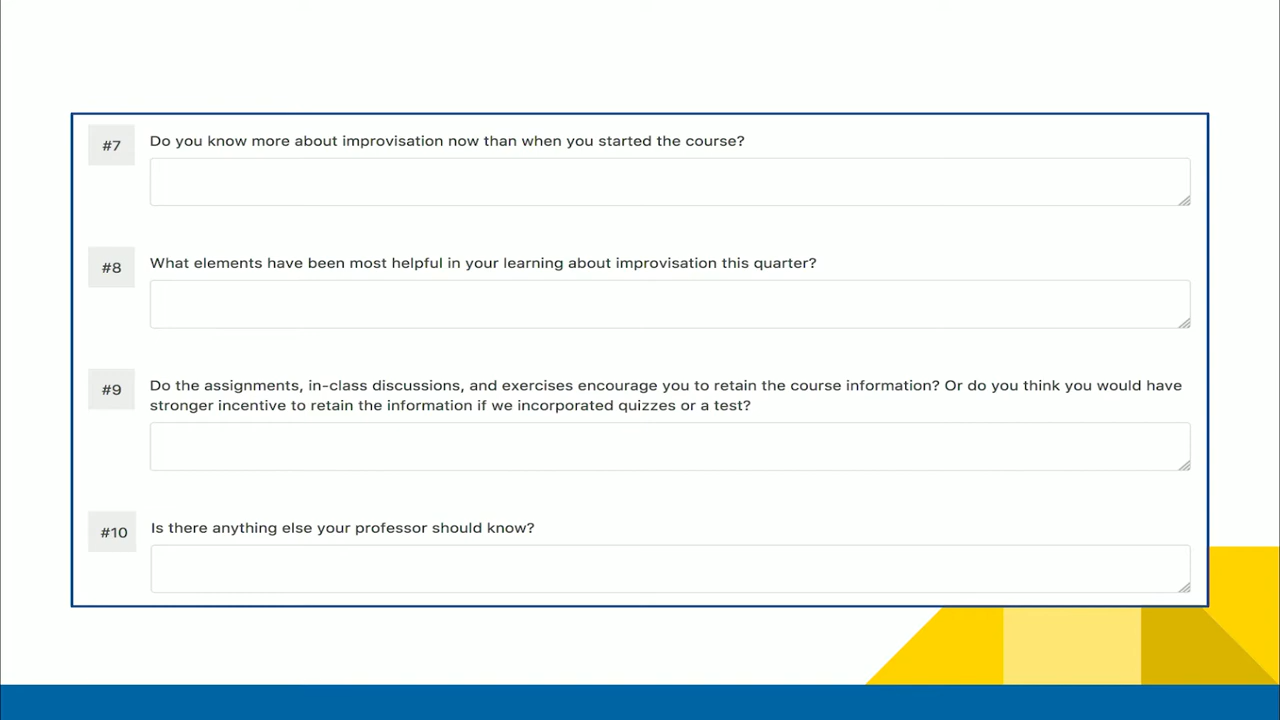 #7
Do you know more about improvisation now than when you started the course?
#8
What elements have been most helpful in your learning about improvisation this quarter?
#9
Do the assignments, in-class discussions, and exercises encourage you to retain the course information? Or do you think you would have
stronger incentive to retain the information if we incorporated quizzes or a test?
#10
Is there anything else your professor should know?